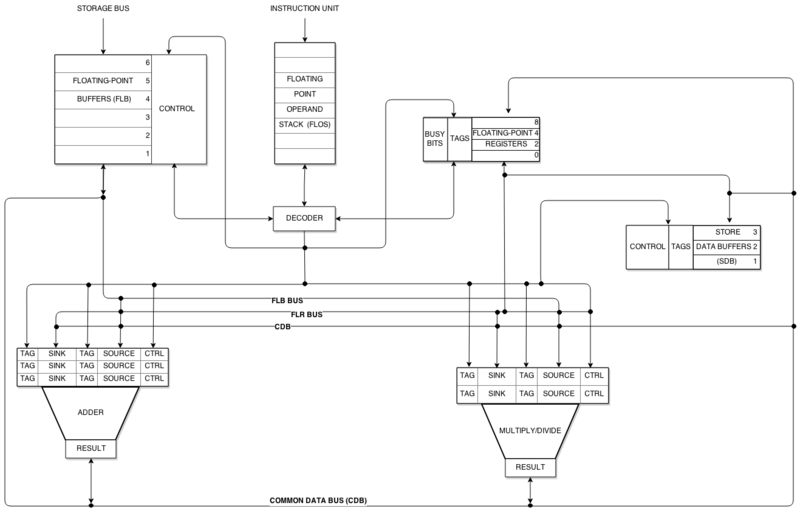 STORAGE BUS
INSTRUCTION UNIT
6
FLOATING-POINT 5
BUFFERS (FLB) 4
3
2
1
CONTROL
FLOATING
POINT
OPERAND
STACK (FLOS)
BUSY
BITS
TAGS
8
FLOATING-POINT 4
REGISTERS 2
0
DECODER
CONTROL
TAGS
STORE 3
DATA BUFFERS 2
(SDB) 1
FLB BUS
FLR BUS
CDB
TAG SINK TAG SOURCE CTRL
TAG SINK TAG SOURCE CTRL
TAG SINK TAG SOURCE CTRL
ADDER
RESULT
TAG SINK TAG SOURCE CTRL
TAG SINK TAG SOURCE CTRL
MULTIPLY/DIVIDE
RESULT
COMMON DATA BUS (CDB)